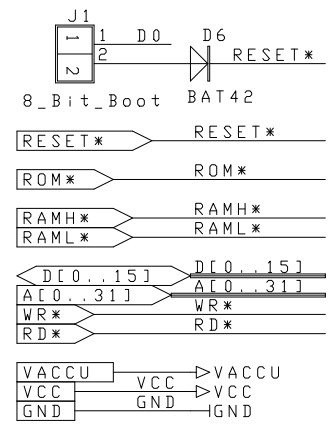 J1
1 D0 D6
2 RESET*
1
2
8_Bit_Boot BAT42
RESET* RESET*
ROM* ROM*
RAMH* RAMH*
RAML* RAML*
D[0..15] D[0..15]
A[0..31] A[0..31]
WR* WR*
RD* RD*
VACCU VACCU
VCC VCC VCC
GND GND GND